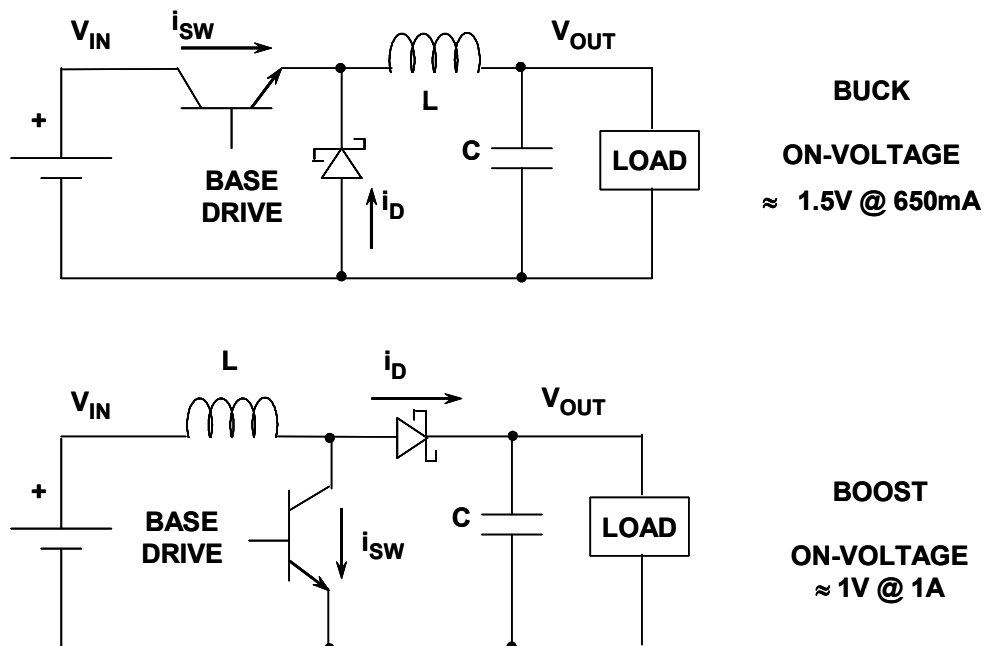 V_IN
i_SW
V_OUT
+
L
C
LOAD
BASE
DRIVE
i_D
BUCK
ON-VOLTAGE
≈ 1.5V @ 650mA
L
i_D
V_IN
V_OUT
+
BASE
DRIVE
i_SW
C
LOAD
BOOST
ON-VOLTAGE
≈ 1V @ 1A